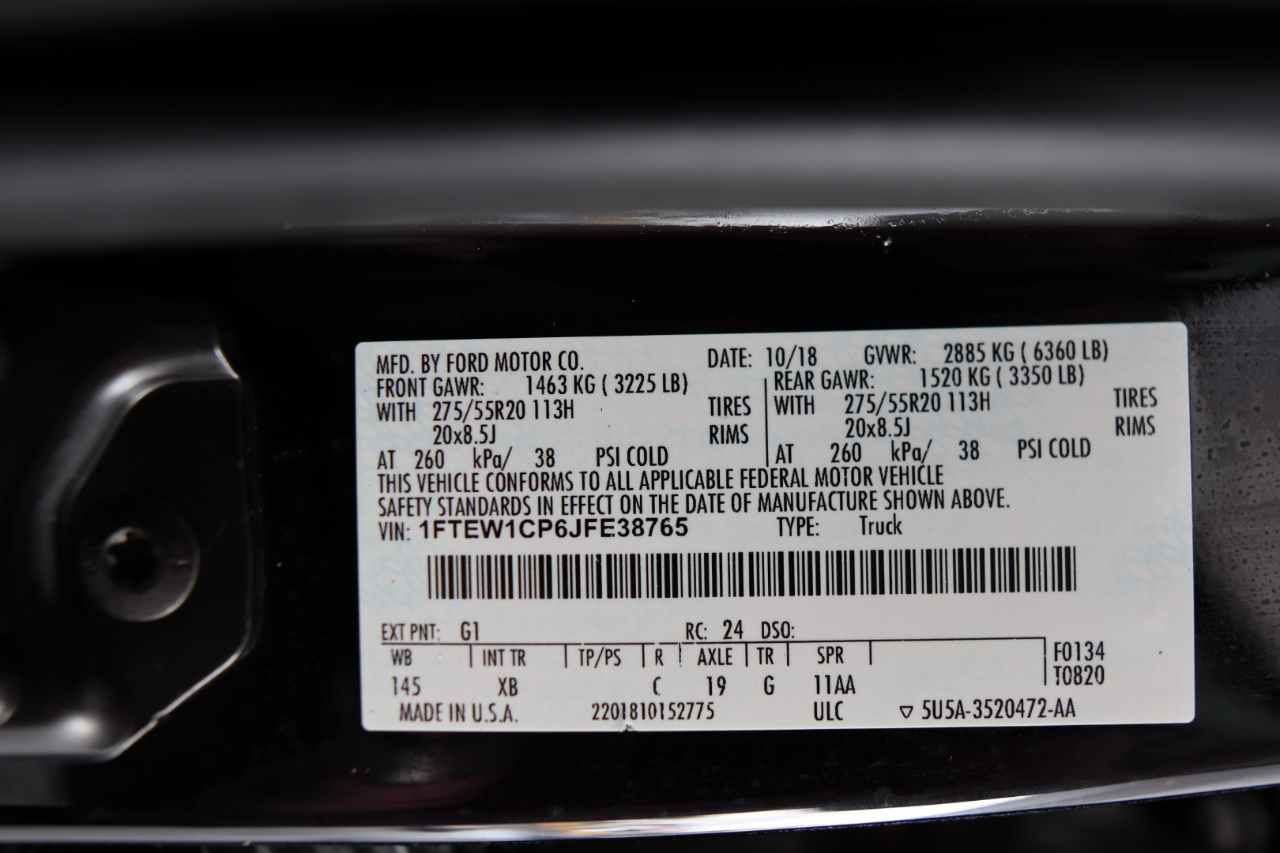 MFD. BY FORD MOTOR CO. DATE: 10/18 GVWR: 2885 KG ( 6360 LB)
FRONT GAWR: 1463 KG ( 3225 LB) REAR GAWR: 1520 KG ( 3350 LB)
WITH 275/55R20 113H TIRES WITH 275/55R20 113H TIRES
20x8.5J RIMS 20x8.5J RIMS
AT 260 kPa/ 38 PSI COLD AT 260 kPa/ 38 PSI COLD
THIS VEHICLE CONFORMS TO ALL APPLICABLE FEDERAL MOTOR VEHICLE
SAFETY STANDARDS IN EFFECT ON THE DATE OF MANUFACTURE SHOWN ABOVE.
VIN: 1FTEW1CP6JFE38765 TYPE: Truck
EXT PNT: G1 RC: 24 DSO:
WB INT TR TP/PS R AXLE TR SPR F0134
145 XB C 19 G 11AA T0820
MADE IN U.S.A. 2201810152775 ULC ▽ 5U5A-3520472-AA